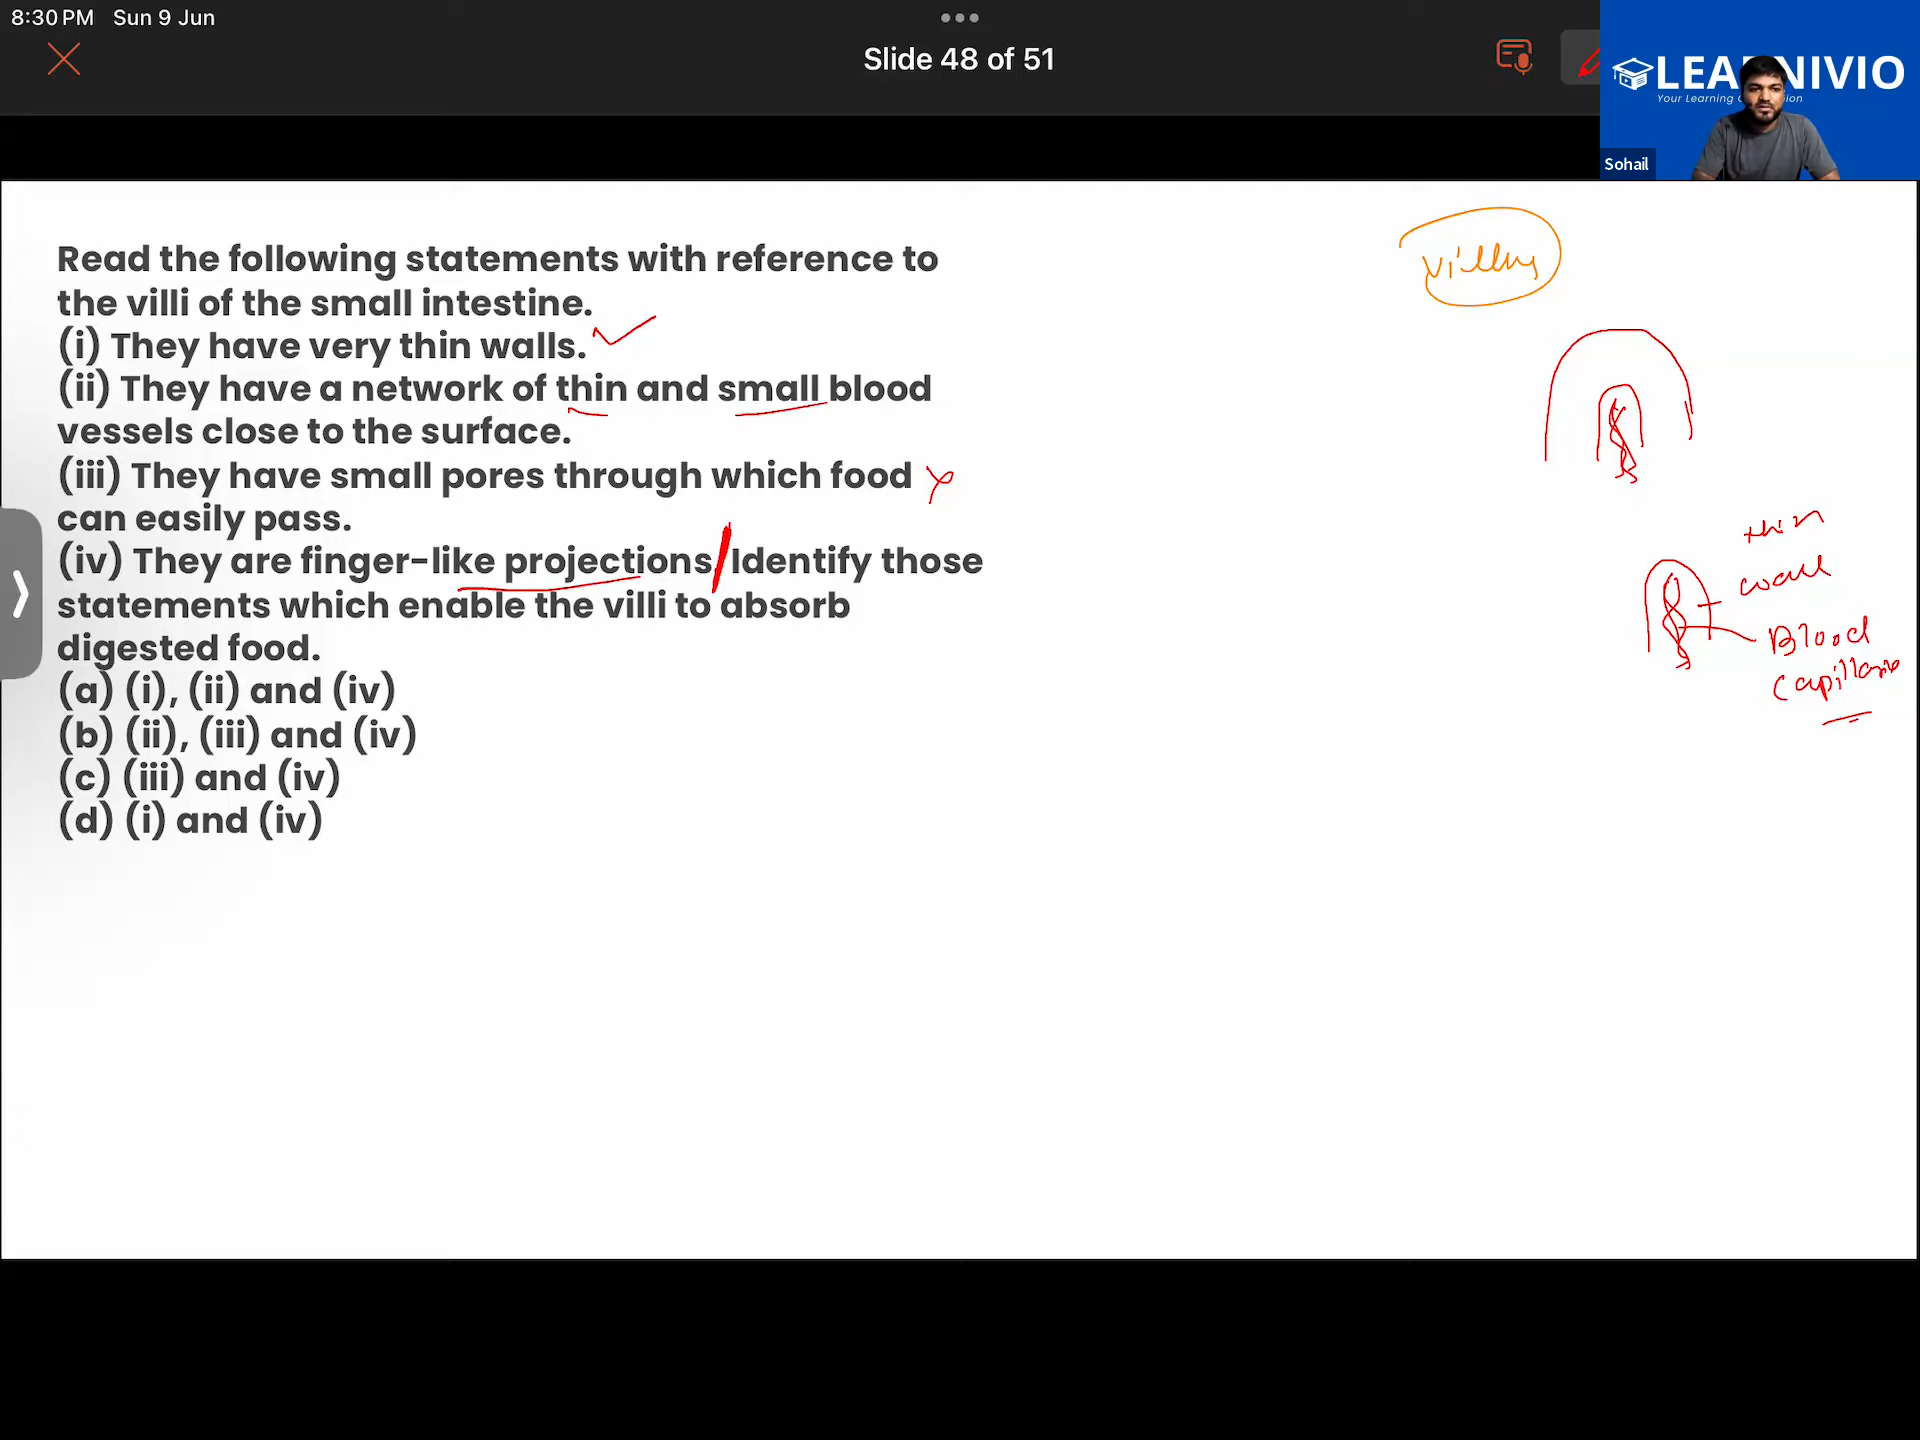 8:30 PM Sun 9 Jun
Slide 48 of 51
Your Learning
Sohail
Read the following statements with reference to
the villi of the small intestine.
(i) They have very thin walls.
(ii) They have a network of thin and small blood
vessels close to the surface.
(iii) They have small pores through which food
can easily pass.
(iv) They are finger-like projections Identify those
statements which enable the villi to absorb
digested food.
(a) (i), (ii) and (iv)
(b) (ii), (iii) and (iv)
(c) (iii) and (iv)
(d) (i) and (iv)
thin
Blood